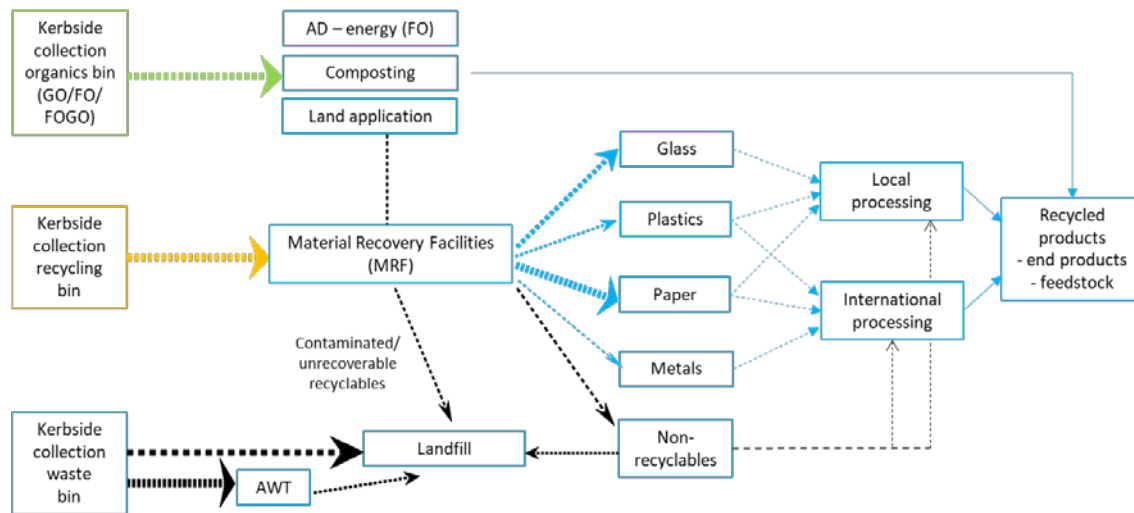 Kerbside
collection
organics bin
(GO/FO/
FOGO)
AD – energy (FO)
Composting
Land application
Kerbside
collection
recycling
bin
Material Recovery Facilities
(MRF)
Glass
Plastics
Paper
Metals
Non-
recyclables
Local
processing
International
processing
Recycled
products
- end products
- feedstock
Contaminated/
unrecoverable
recyclables
Kerbside
collection
waste
bin
AWT
Landfill